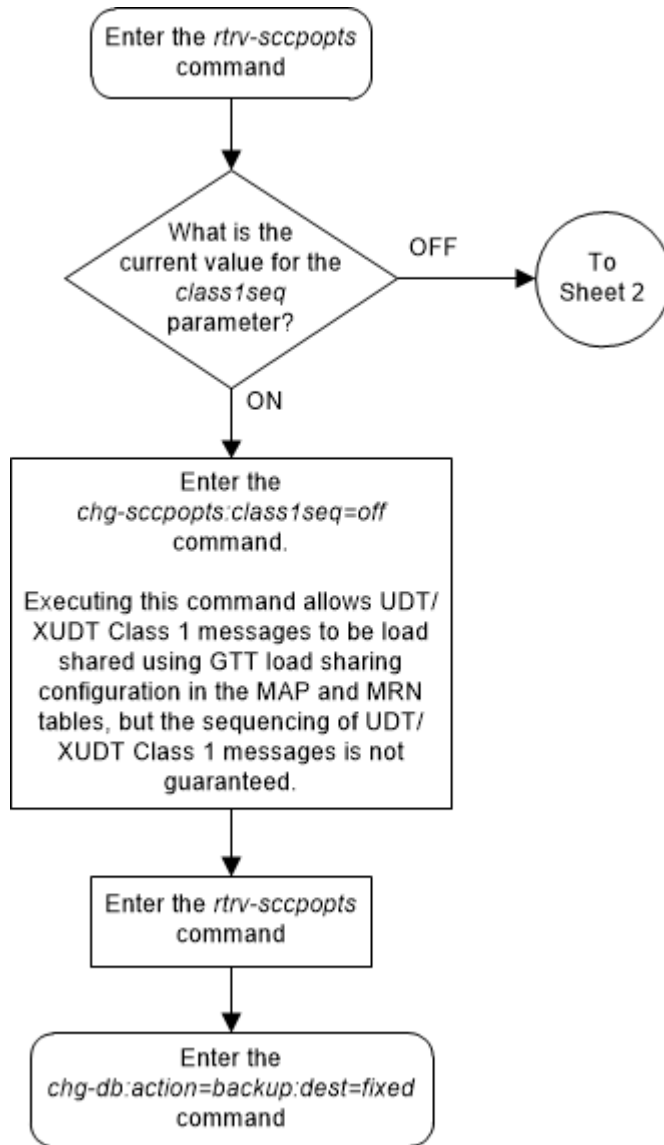 Enter the rtrv-sccpopts
command
What is the
current value for the
class1seq
parameter?
OFF
To
Sheet 2
ON
Enter the
chg-sccpopts:class1seq=off
command.
Executing this command allows UDT/
XUDT Class 1 messages to be load
shared using GTT load sharing
configuration in the MAP and MRN
tables, but the sequencing of UDT/
XUDT Class 1 messages is not
guaranteed.
Enter the rtrv-sccpopts
command
Enter the
chg-db:action=backup:dest=fixed
command